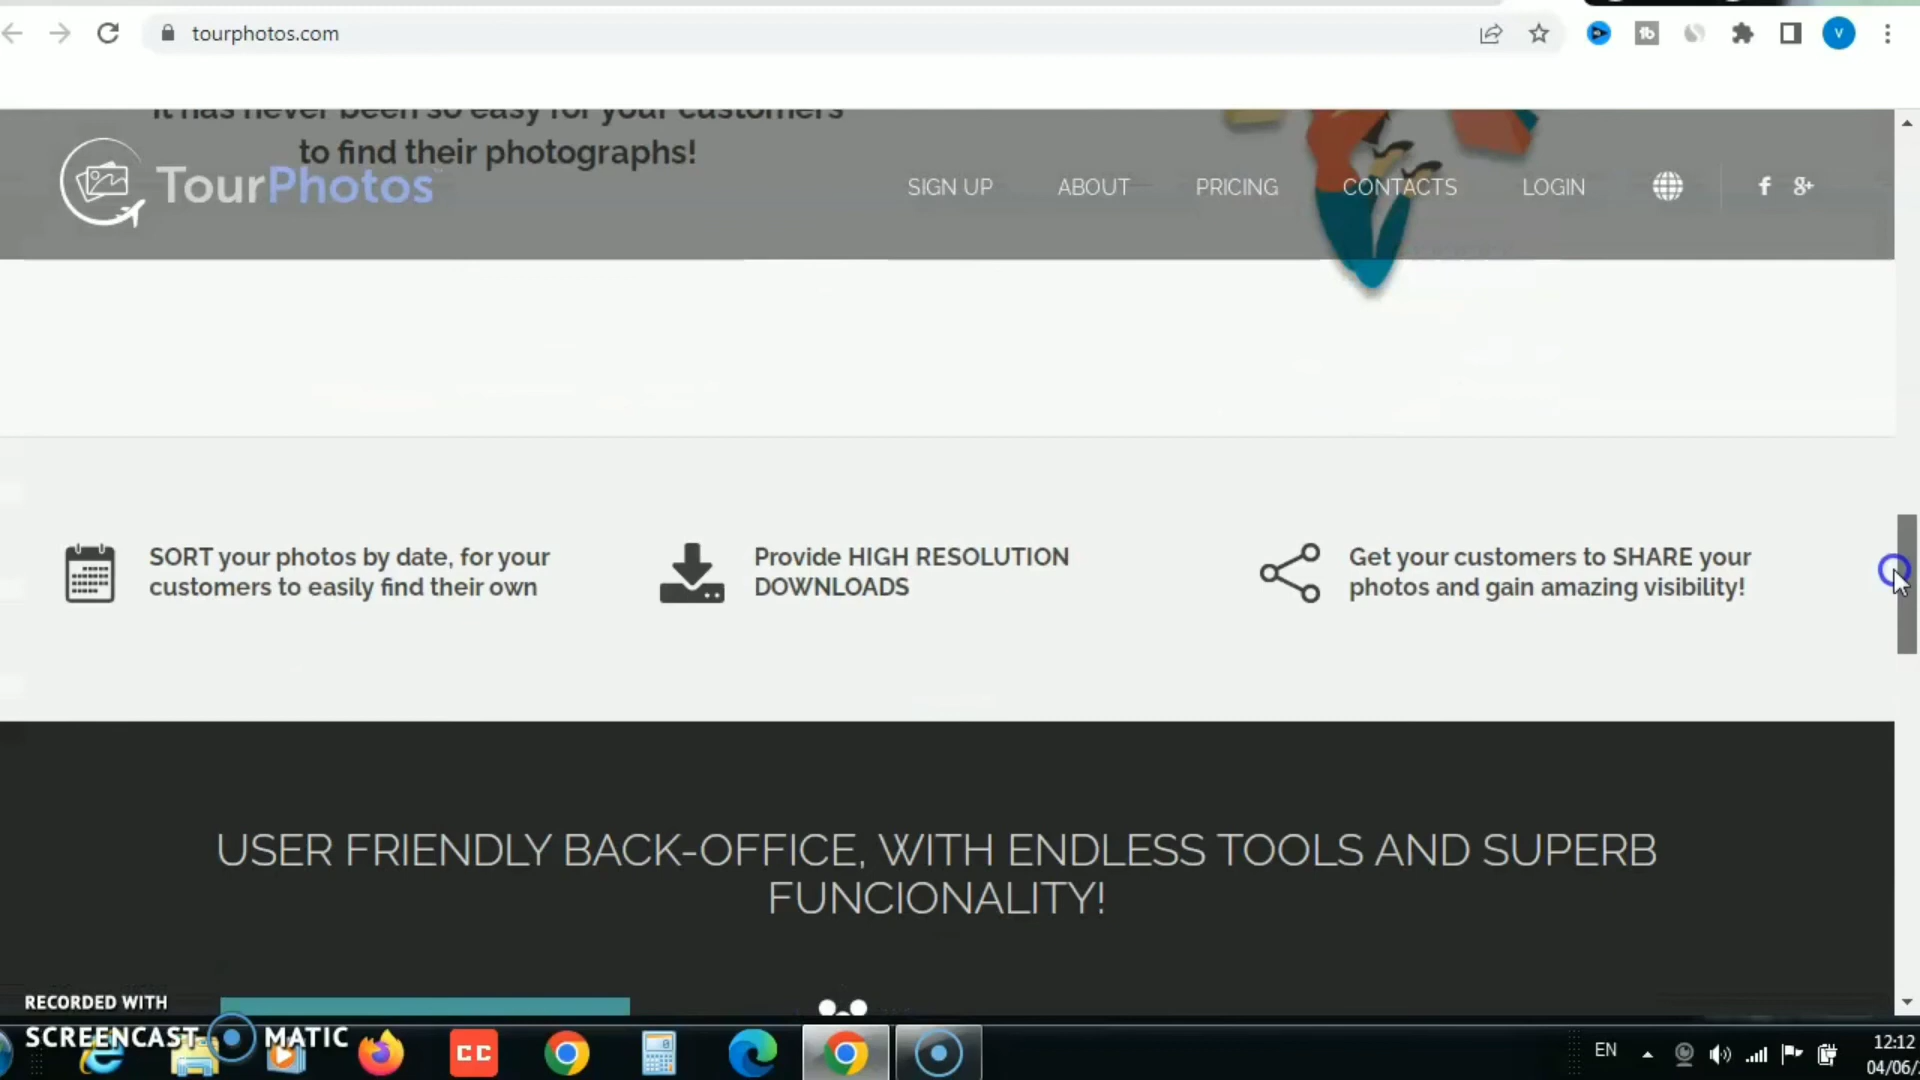 tourphotos.com
V
It has never been so easy for your customers
to find their photographs!
TourPhotos
SIGN UP
ABOUT
PRICING
CONTACTS
LOGIN
f
g+
SORT your photos by date, for your
customers to easily find their own
Provide HIGH RESOLUTION
DOWNLOADS
Get your customers to SHARE your
photos and gain amazing visibility!
USER FRIENDLY BACK-OFFICE, WITH ENDLESS TOOLS AND SUPERB
FUNCIONALITY!
RECORDED WITH
SCREENCAST MATIC
CC
EN
12:12
04/06/